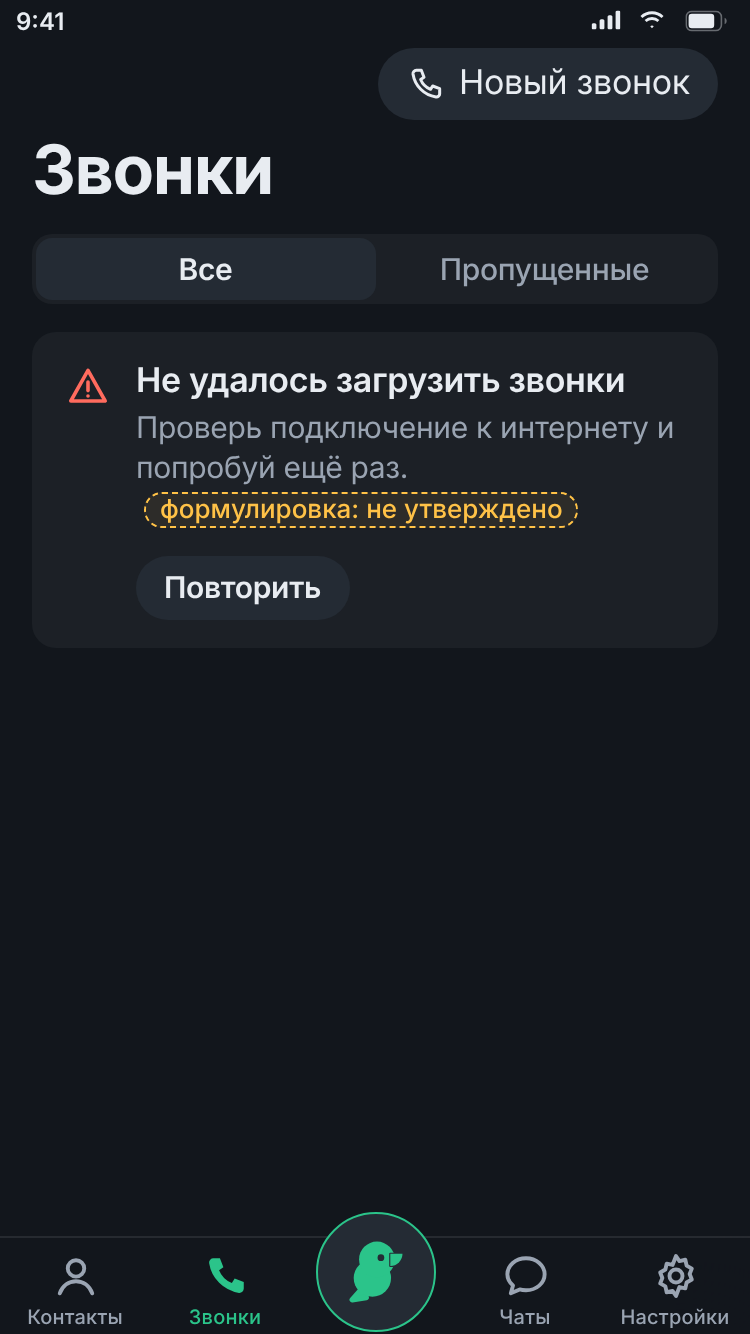 9:41
Новый звонок
Звонки
Все
Пропущенные
Не удалось загрузить звонки
Проверь подключение к интернету и
попробуй ещё раз.
формулировка: не утверждено
Повторить
Контакты
Звонки
Чаты
Настройки